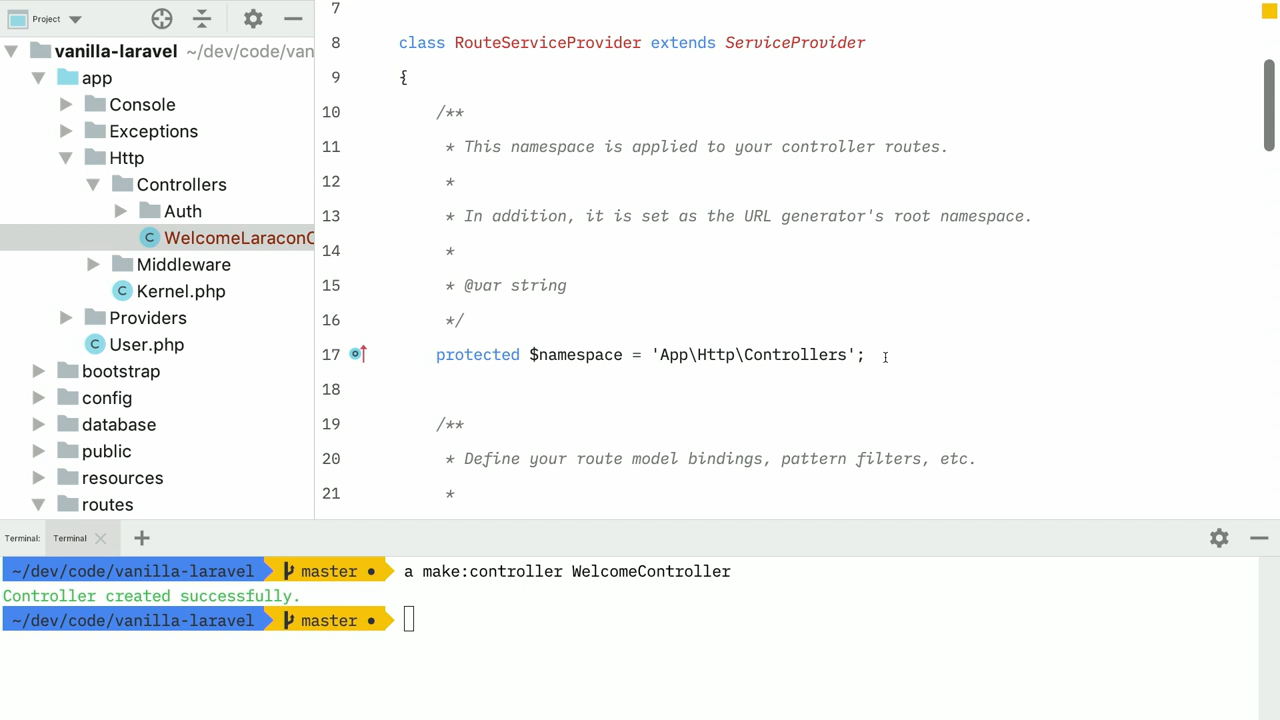 Project
vanilla-laravel ~/dev/code/van
app
Console
Exceptions
Http
Controllers
Auth
WelcomeLaraconC
Middleware
Kernel.php
Providers
User.php
bootstrap
config
database
public
resources
routes
7
8 class RouteServiceProvider extends ServiceProvider
9 {
10 /**
11 * This namespace is applied to your controller routes.
12 *
13 * In addition, it is set as the URL generator's root namespace.
14 *
15 * @var string
16 */
17 protected $namespace = 'App\Http\Controllers';
18
19 /**
20 * Define your route model bindings, pattern filters, etc.
21 *
Terminal: Terminal
~/dev/code/vanilla-laravel master ● a make:controller WelcomeController
Controller created successfully.
~/dev/code/vanilla-laravel master ●